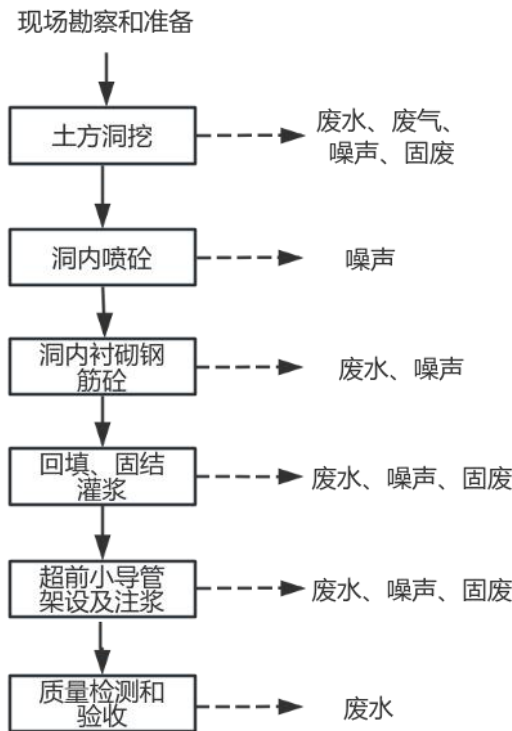 现场勘察和准备
土方洞挖
废水、废气、
噪声、固废
洞内喷砼
噪声
洞内衬砌钢
筋砼
废水、噪声
回填、固结
灌浆
废水、噪声、固废
超前小导管
架设及注浆
废水、噪声、固废
质量检测和
验收
废水